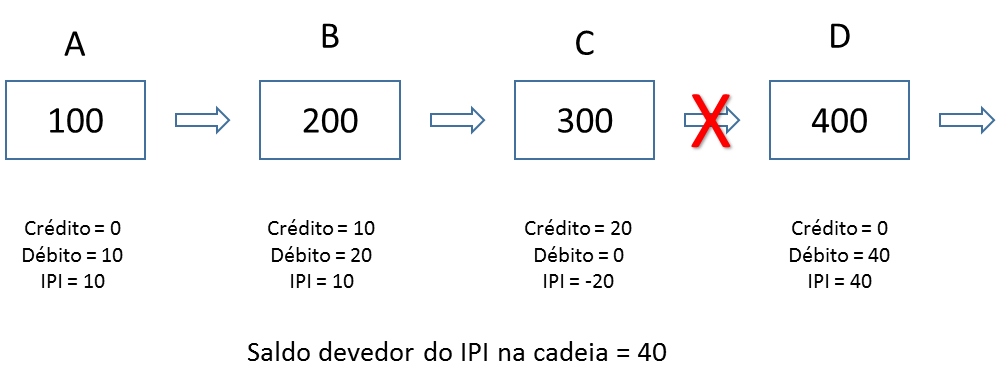 A B C D
100 200 300 400
Crédito = 0 Crédito = 10 Crédito = 20 Crédito = 0
Débito = 10 Débito = 20 Débito = 0 Débito = 40
IPI = 10 IPI = 10 IPI = -20 IPI = 40
Saldo devedor do IPI na cadeia = 40